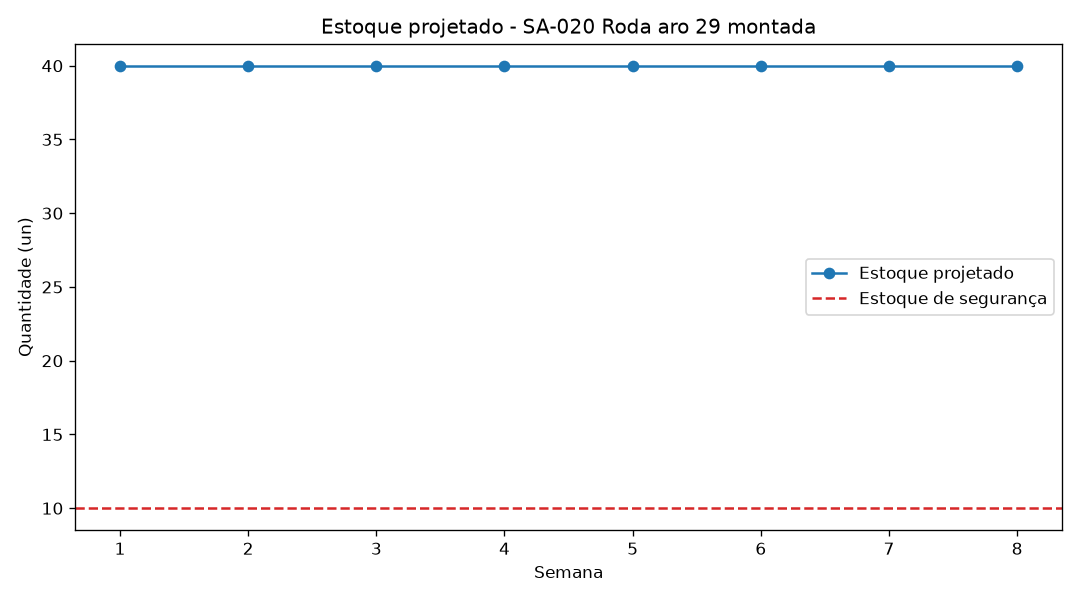 Estoque projetado - SA-020 Roda aro 29 montada
Quantidade (un)
40
35
30
25
20
15
10
Estoque projetado
Estoque de segurança
1 2 3 4 5 6 7 8
Semana